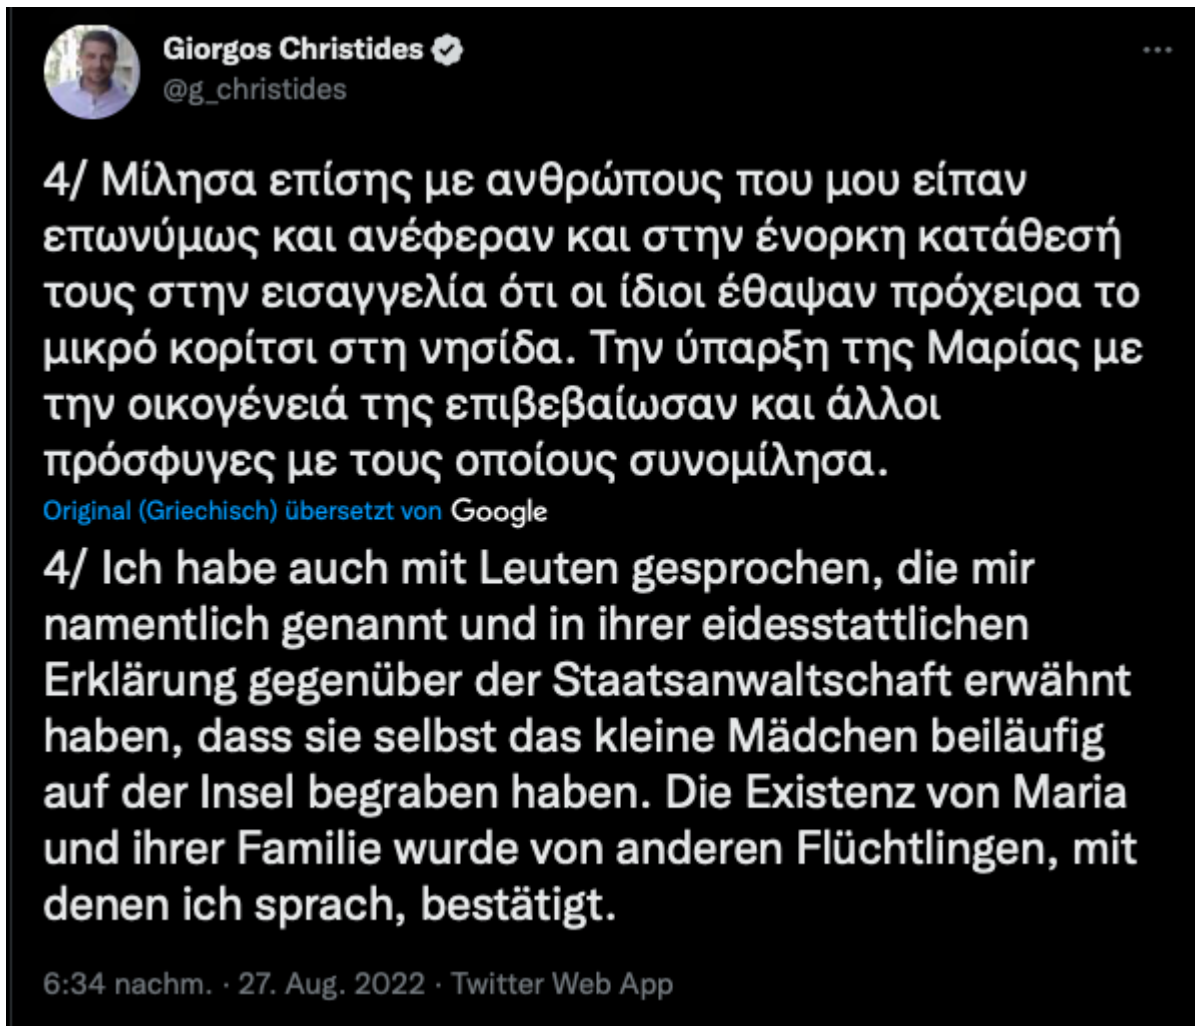 Giorgos Christides
@g_christides
4/ Μίλησα επίσης με ανθρώπους που μου είπαν
επωνύμως και ανέφεραν και στην ένορκη κατάθεσή
τους στην εισαγγελία ότι οι ίδιοι έθαψαν πρόχειρα το
μικρό κορίτσι στη νησίδα. Την ύπαρξη της Μαρίας με
την οικογένειά της επιβεβαίωσαν και άλλοι
πρόσφυγες με τους οποίους συνομίλησα.
Original (Griechisch) übersetzt von Google
4/ Ich habe auch mit Leuten gesprochen, die mir
namentlich genannt und in ihrer eidesstattlichen
Erklärung gegenüber der Staatsanwaltschaft erwähnt
haben, dass sie selbst das kleine Mädchen beiläufig
auf der Insel begraben haben. Die Existenz von Maria
und ihrer Familie wurde von anderen Flüchtlingen, mit
denen ich sprach, bestätigt.
6:34 nachm. · 27. Aug. 2022 · Twitter Web App